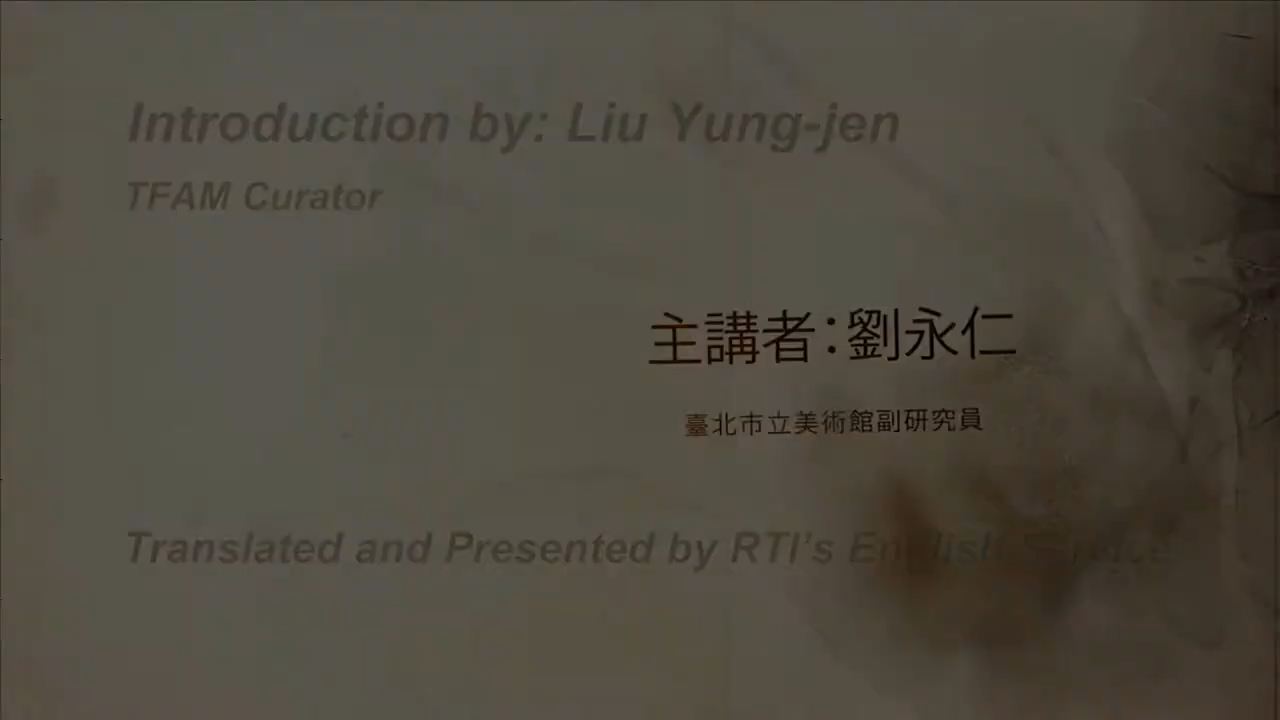 Introduction by: Liu Yung-jen
TFAM Curator
主講者：劉永仁
臺北市立美術館副研究員
Translated and Presented by RTI's English